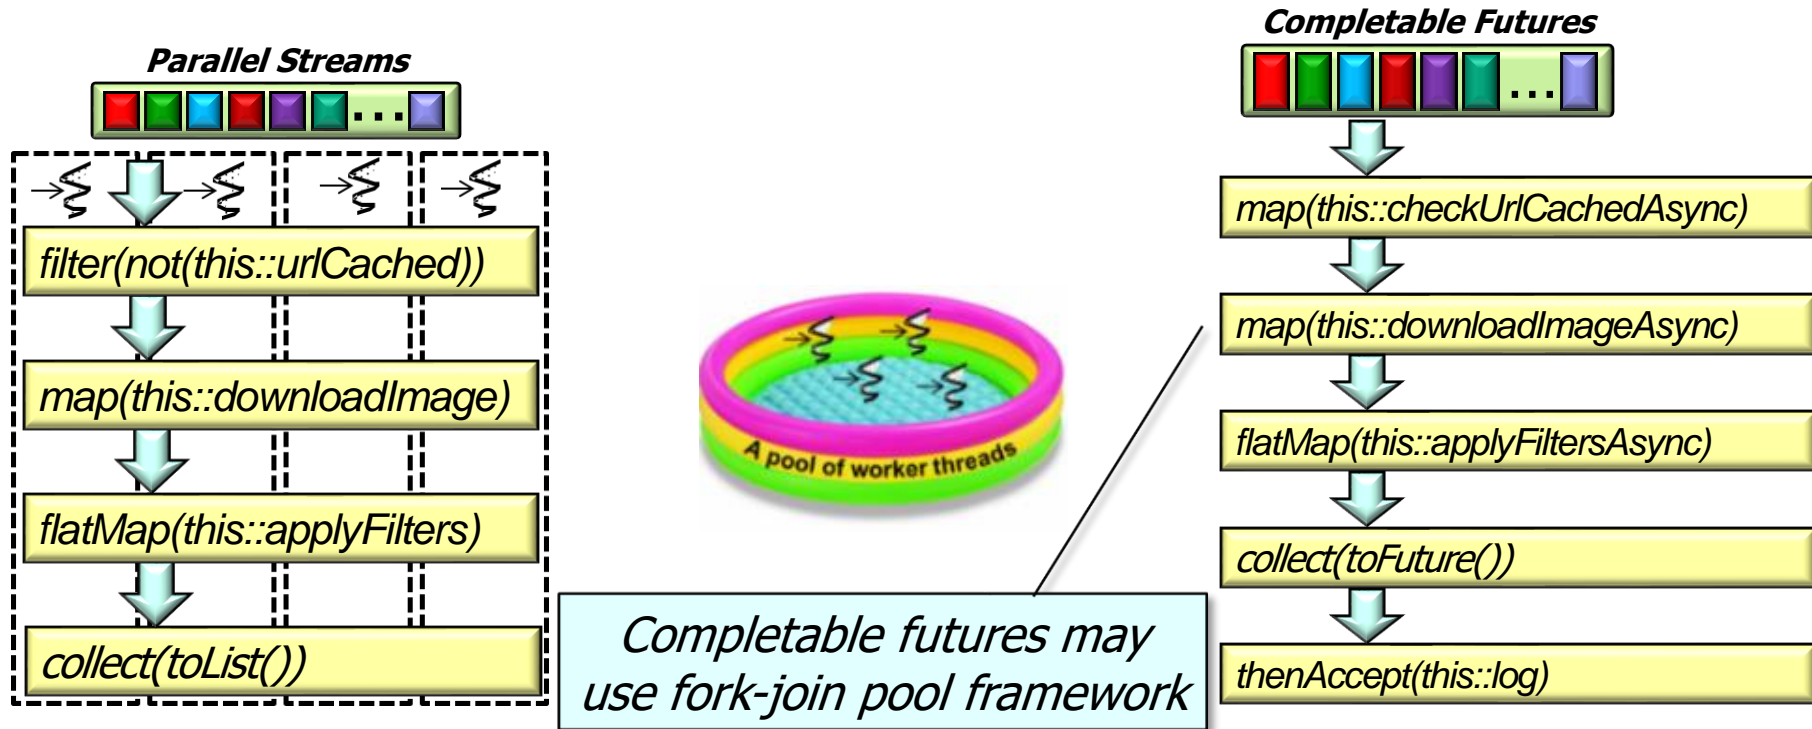 Parallel Streams
filter(not(this::urlCached))
map(this::downloadImage)
flatMap(this::applyFilters)
collect(toList())
A pool of worker threads
Completable futures may
use fork-join pool framework
Completable Futures
map(this::checkUrlCachedAsync)
map(this::downloadImageAsync)
flatMap(this::applyFiltersAsync)
collect(toFuture())
thenAccept(this::log)